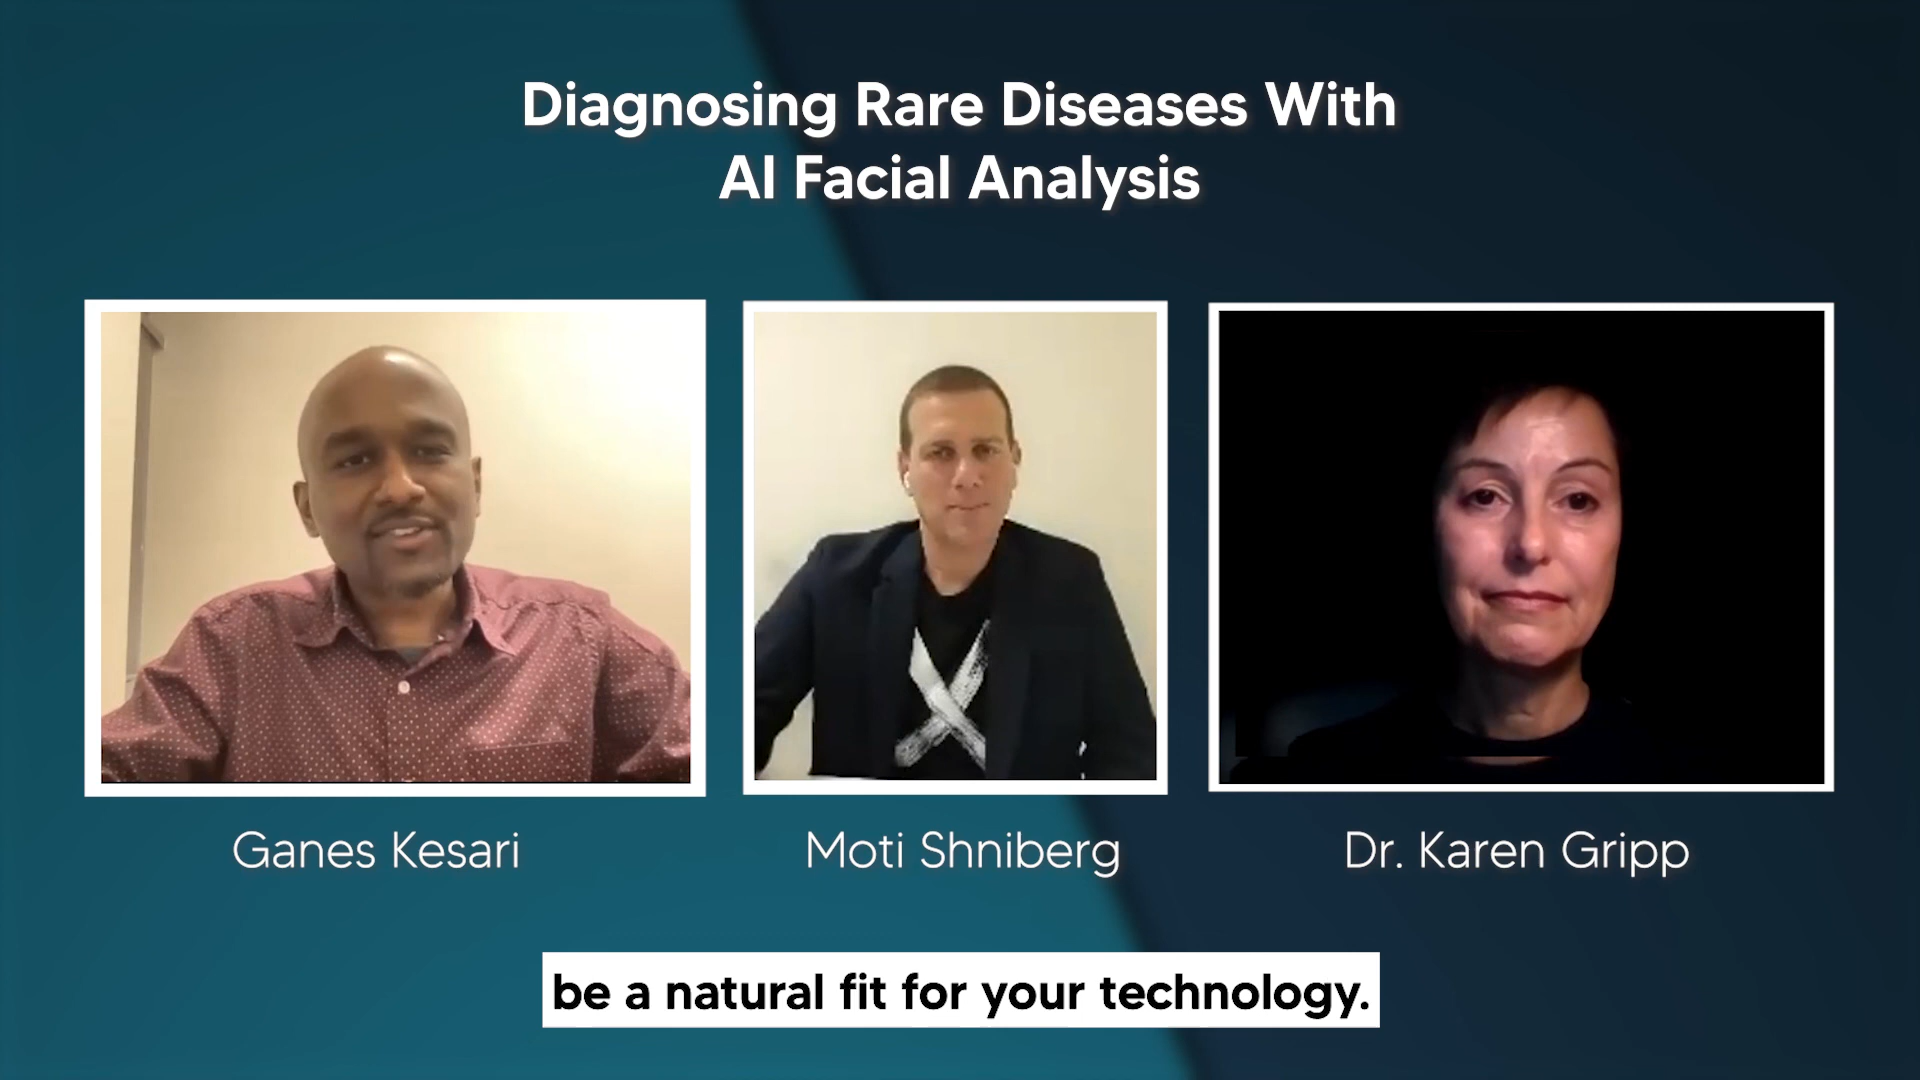 Diagnosing Rare Diseases With
AI Facial Analysis
Ganes Kesari
Moti Shniberg
Dr. Karen Gripp
be a natural fit for your technology.